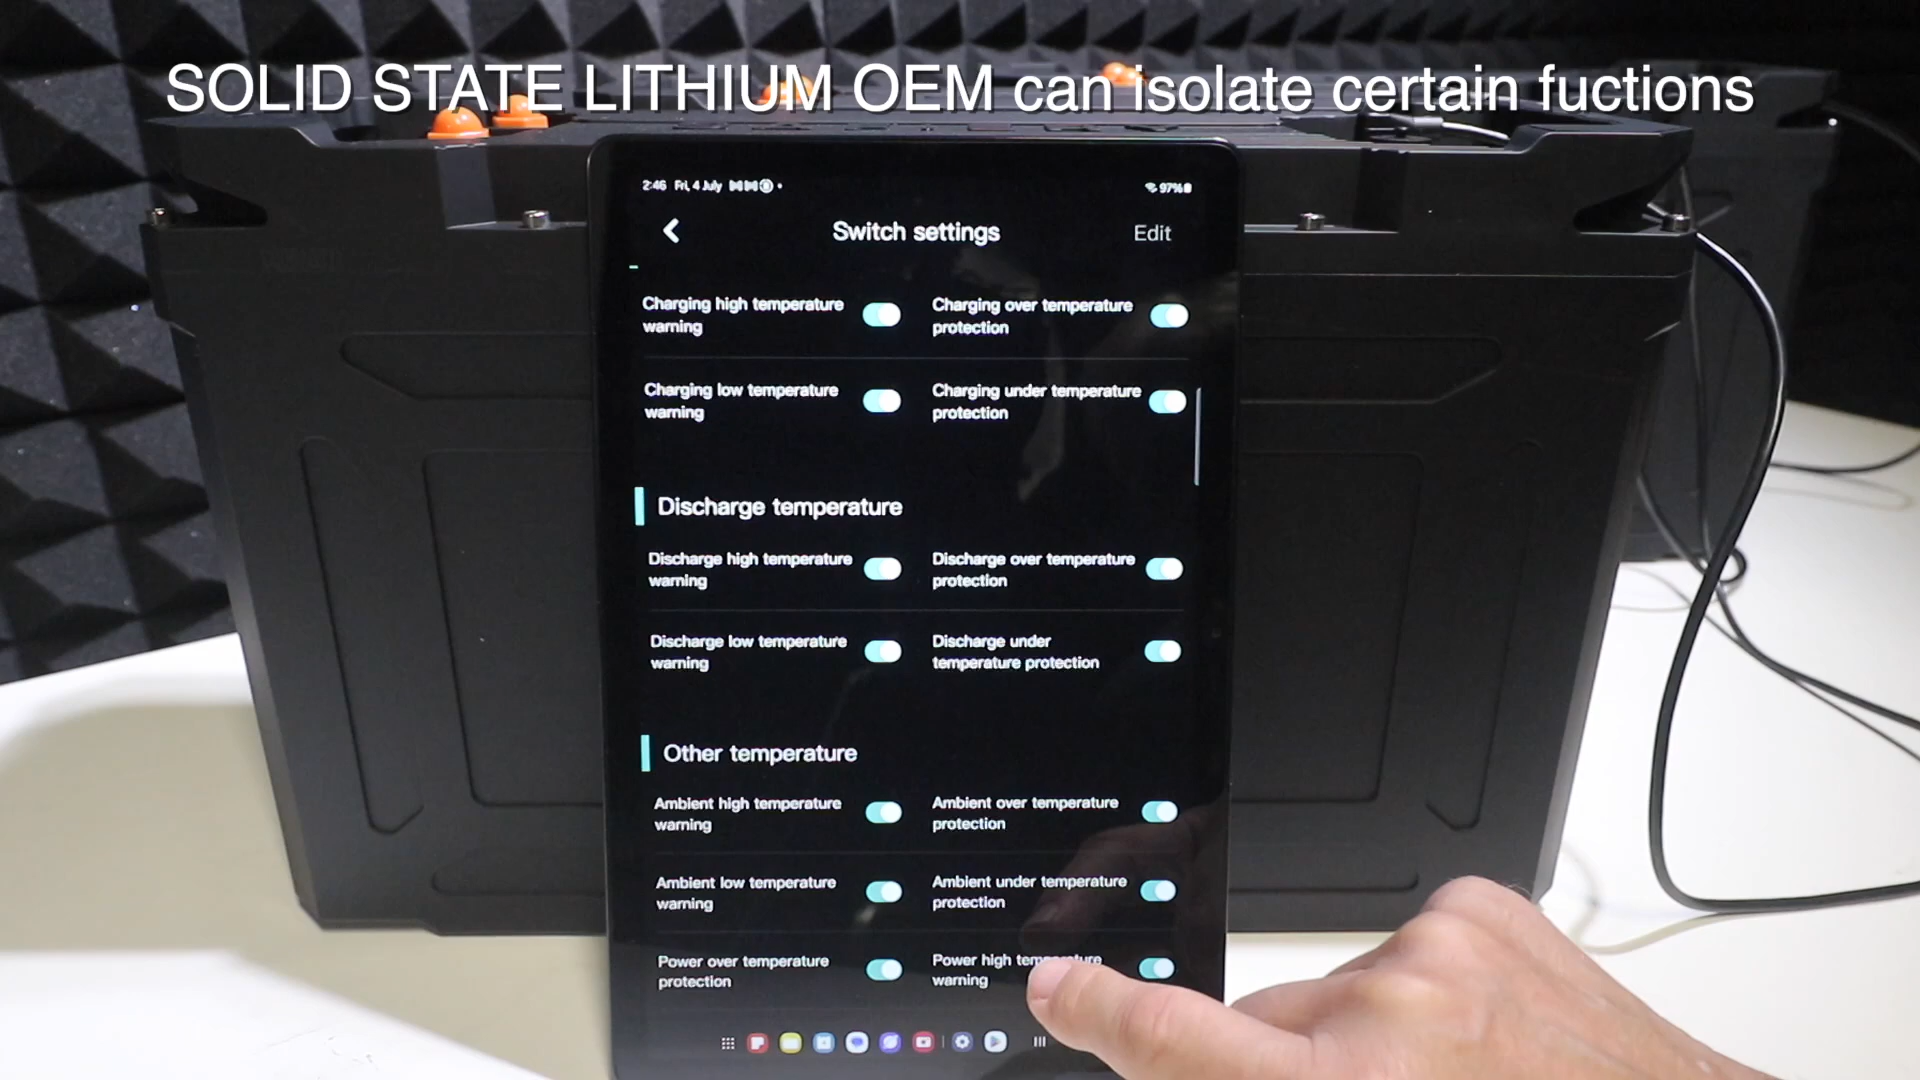 SOLID STATE LITHIUM OEM can isolate certain fuctions
2:46 Fri, 4 July
97%
Switch settings
Edit
Charging high temperature
warning
Charging over temperature
protection
Charging low temperature
warning
Charging under temperature
protection
Discharge temperature
Discharge high temperature
warning
Discharge over temperature
protection
Discharge low temperature
warning
Discharge under
temperature protection
Other temperature
Ambient high temperature
warning
Ambient over temperature
protection
Ambient low temperature
warning
Ambient under temperature
protection
Power over temperature
protection
Power high temperature
warning